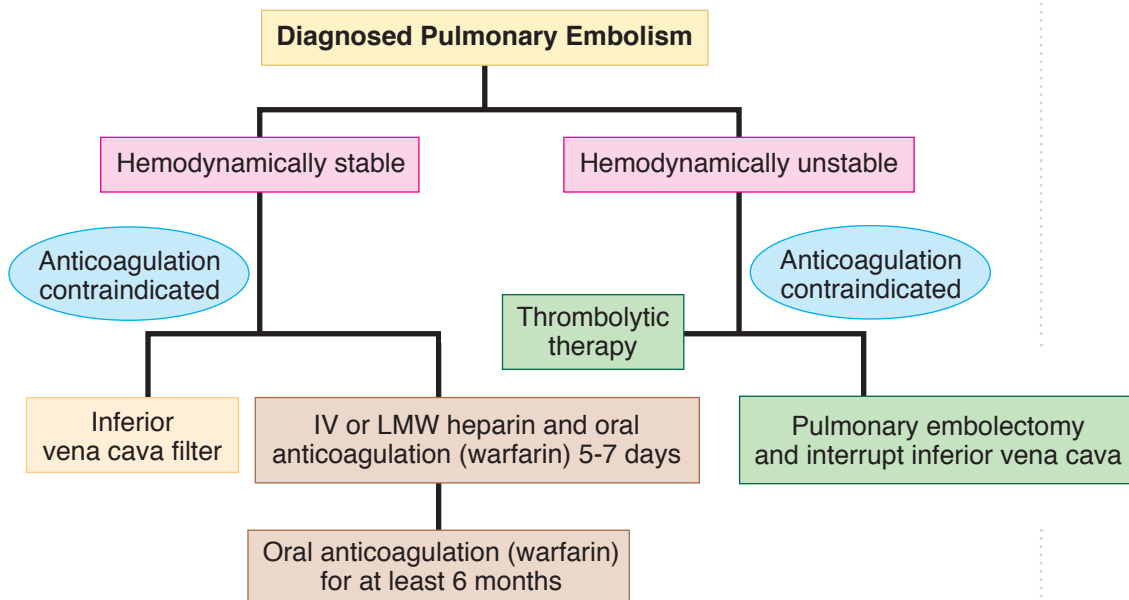 Diagnosed Pulmonary Embolism
Hemodynamically stable
Hemodynamically unstable
Anticoagulation
contraindicated
Anticoagulation
contraindicated
Thrombolytic
therapy
Inferior
vena cava filter
IV or LMW heparin and oral
anticoagulation (warfarin) 5-7 days
Pulmonary embolectomy
and interrupt inferior vena cava
Oral anticoagulation (warfarin)
for at least 6 months